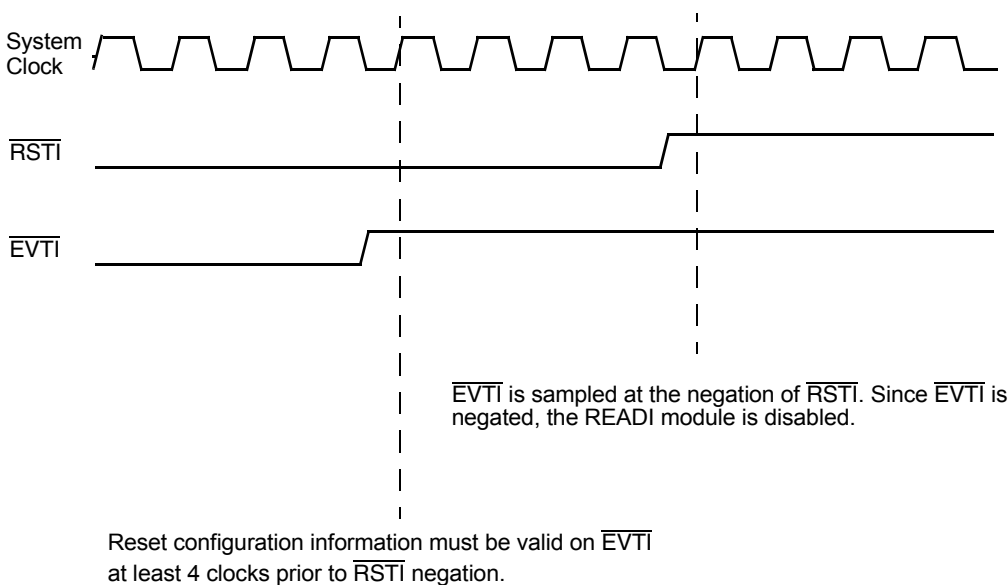 System
Clock
RSTI
EVTI
EVTI is sampled at the negation of RSTI. Since EVTI is
negated, the READI module is disabled.
Reset configuration information must be valid on EVTI
at least 4 clocks prior to RSTI negation.